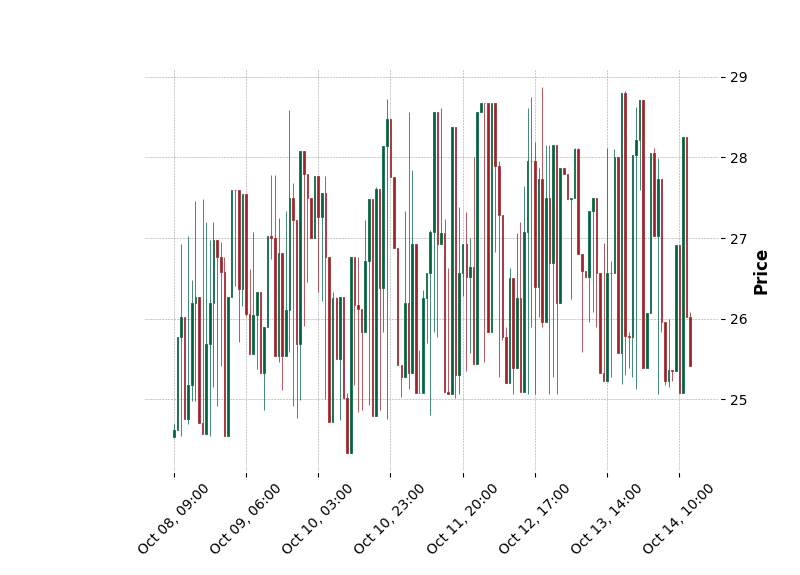 29
28
27
26
25
Price
Oct 08, 09:00
Oct 09, 06:00
Oct 10, 03:00
Oct 10, 23:00
Oct 11, 20:00
Oct 12, 17:00
Oct 13, 14:00
Oct 14, 10:00